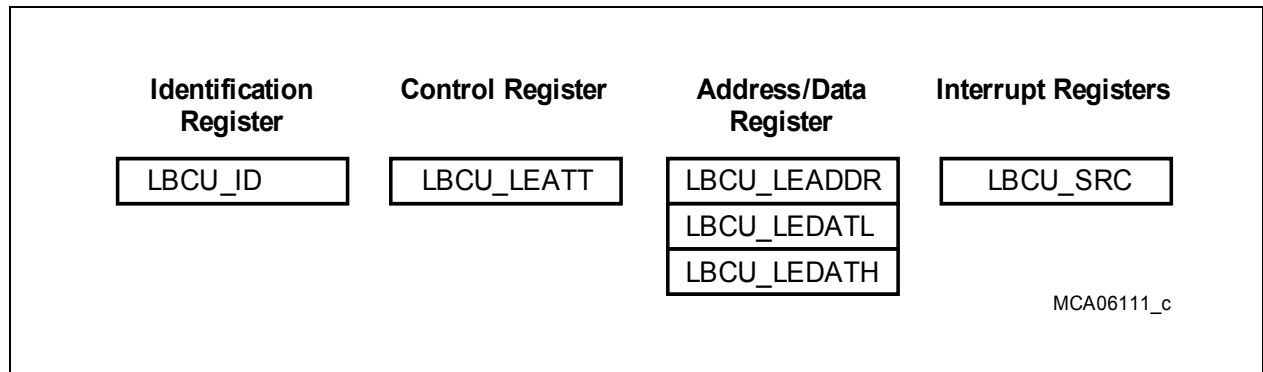 Identification
Register
Control Register
Address/Data
Register
Interrupt Registers
LBCU_ID
LBCU_LEATT
LBCU_LEADDR
LBCU_SRC
LBCU_LEDATL
LBCU_LEDATH
MCA06111_c